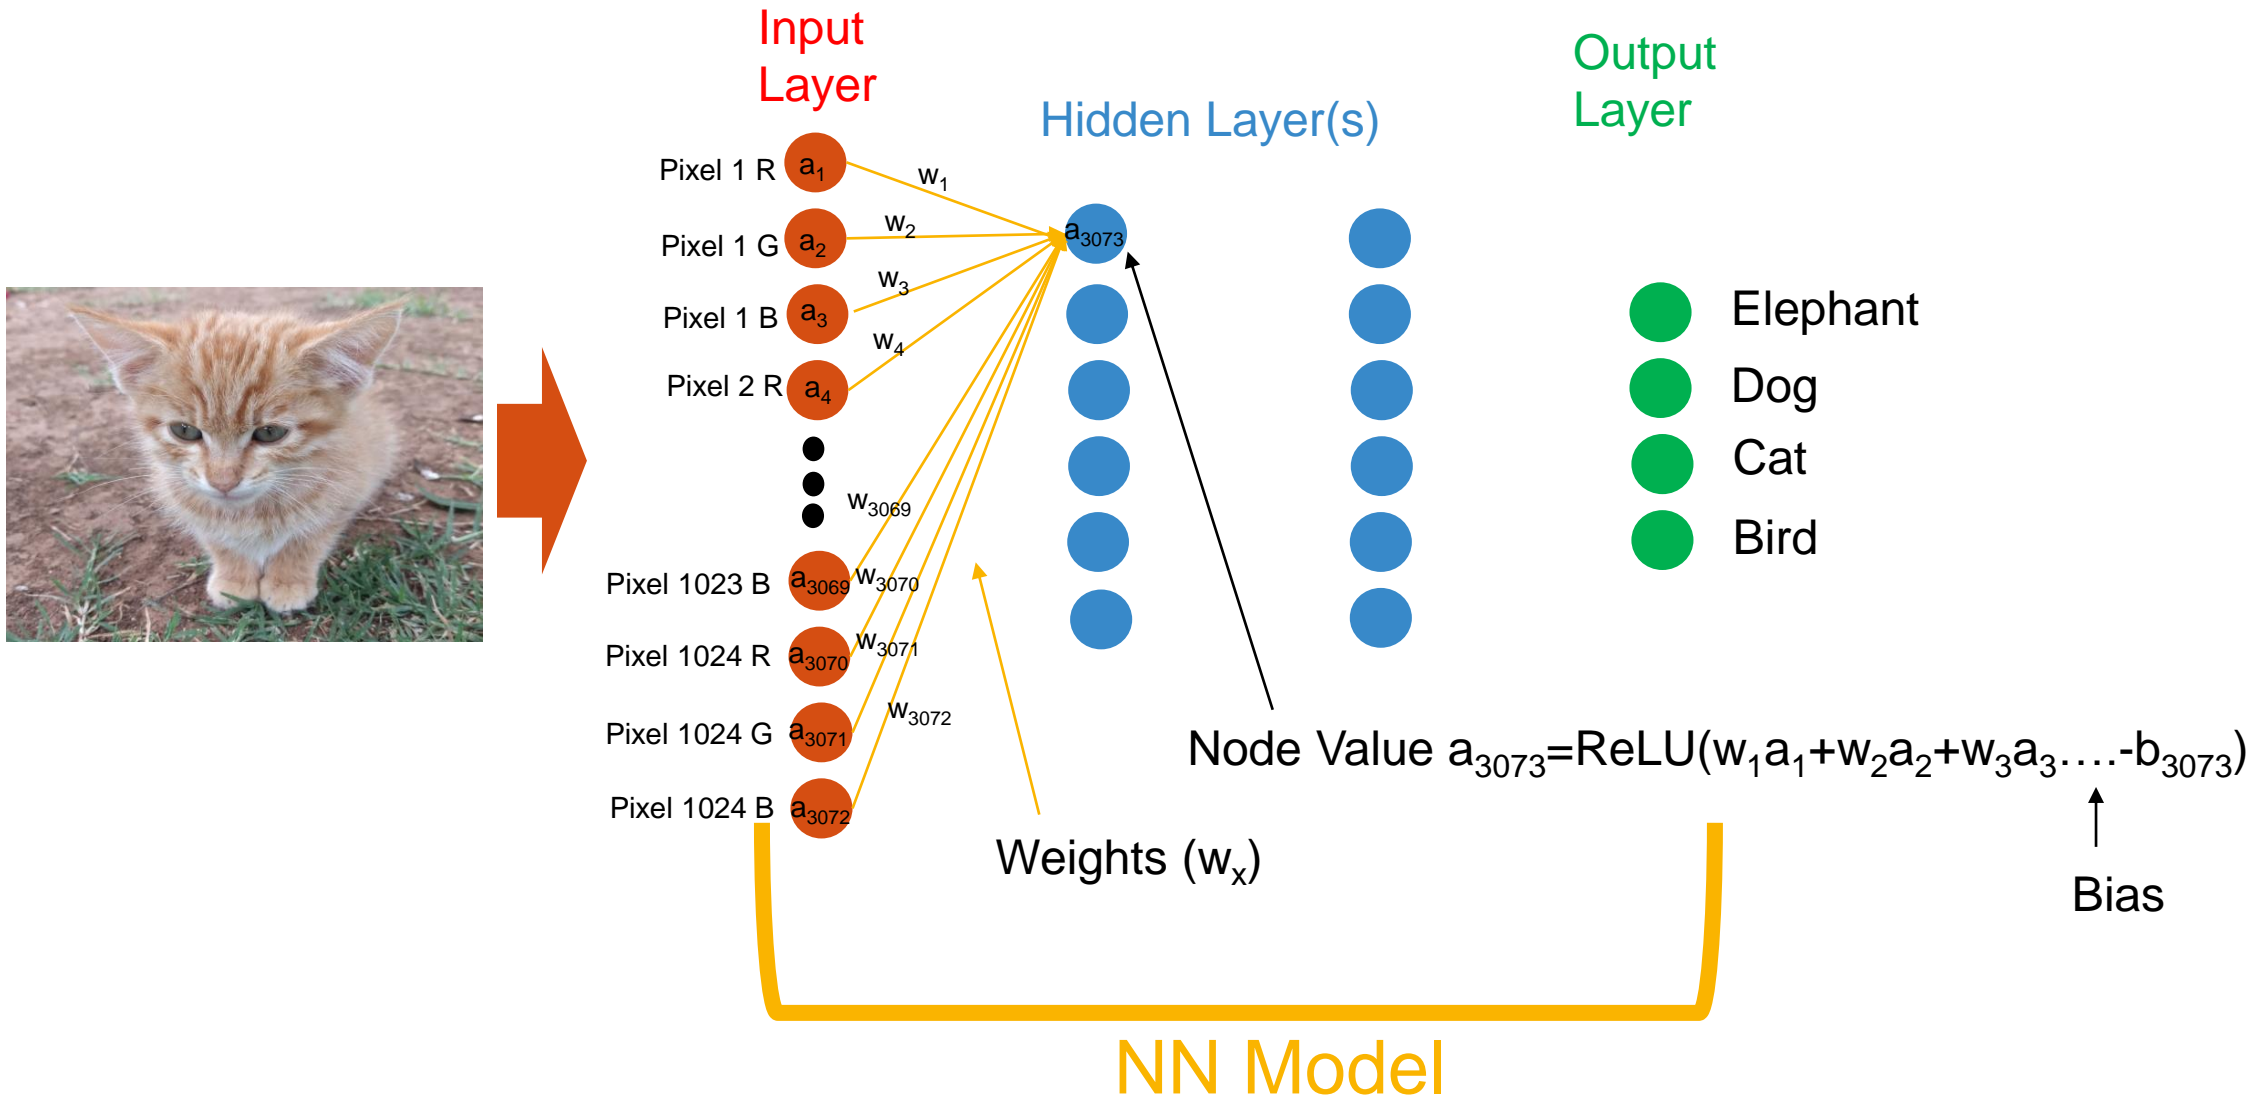 Input
Layer
Hidden Layer(s)
Output
Layer
Pixel 1 R a₁ w₁
Pixel 1 G a₂ w₂ a₃₀₇₃
Pixel 1 B a₃ w₃
Pixel 2 R a₄ w₄
Elephant
Dog
Cat
Bird
w₃₀₆₉
Pixel 1023 B a₃₀₆₉ w₃₀₇₀
Pixel 1024 R a₃₀₇₀ w₃₀₇₁
Pixel 1024 G a₃₀₇₁ w₃₀₇₂
Pixel 1024 B a₃₀₇₂
Node Value a₃₀₇₃=ReLU(w₁a₁+w₂a₂+w₃a₃....-b₃₀₇₃)
Weights (wₓ)
Bias
NN Model